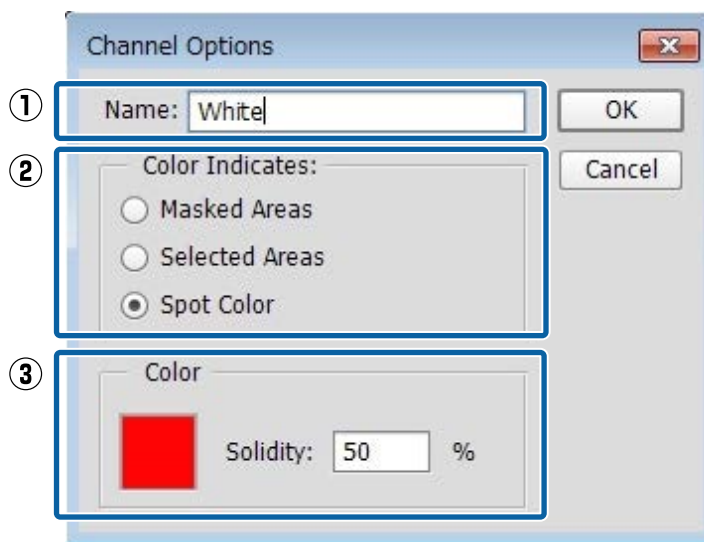 Channel Options
① Name: White OK
② Color Indicates: Cancel
Masked Areas
Selected Areas
Spot Color
③ Color
Solidity: 50 %